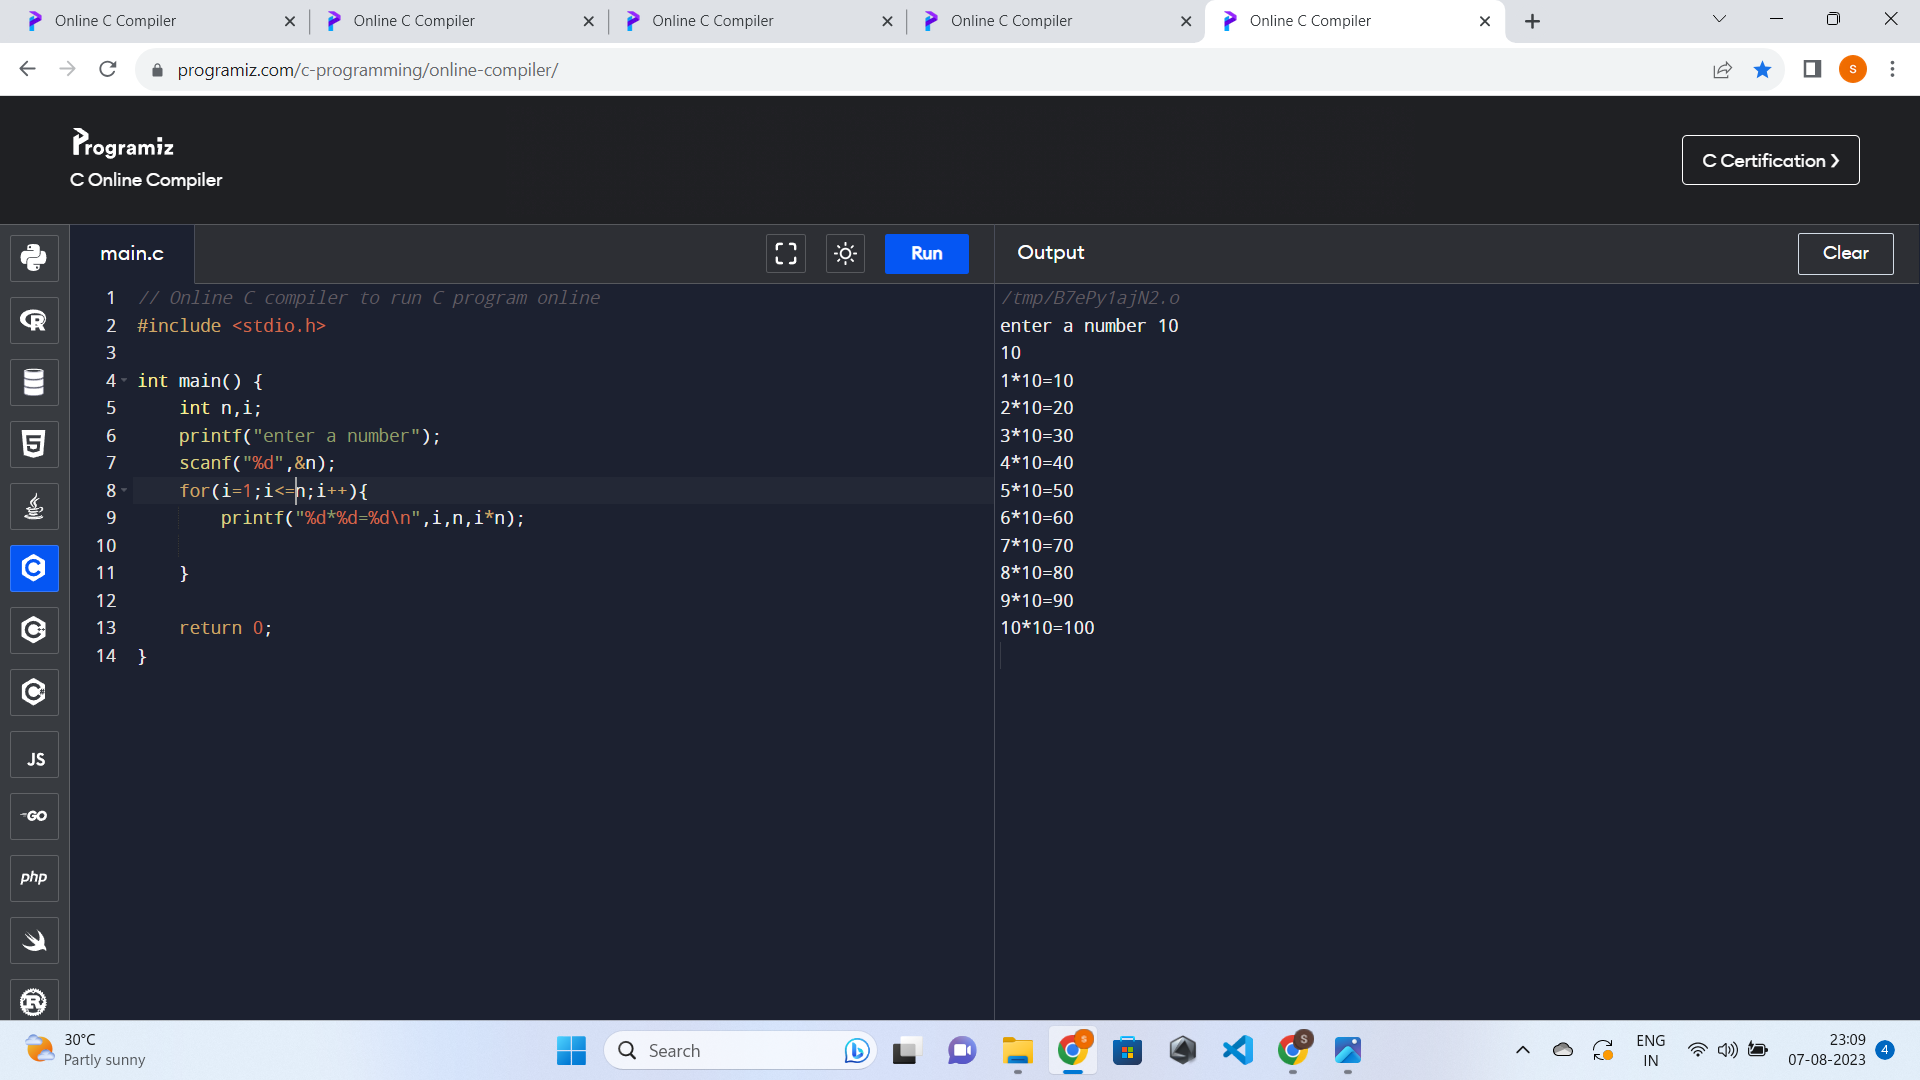 Online C Compiler
Online C Compiler
Online C Compiler
Online C Compiler
Online C Compiler
programiz.com/c-programming/online-compiler/
S
Programiz
C Online Compiler
C Certification ❯
main.c
Run
Output
Clear
1 // Online C compiler to run C program online
2 #include <stdio.h>
3
4 int main() {
5     int n,i;
6     printf("enter a number");
7     scanf("%d",&n);
8     for(i=1;i<=n;i++){
9         printf("%d*%d=%d\n",i,n,i*n);
10
11     }
12
13     return 0;
14 }
/tmp/B7ePy1ajN2.o
enter a number 10
10
1*10=10
2*10=20
3*10=30
4*10=40
5*10=50
6*10=60
7*10=70
8*10=80
9*10=90
10*10=100
R
5
C
C
C
JS
GO
php
R
30°C
Partly sunny
Search
S
S
ENG
IN
23:09
07-08-2023
4